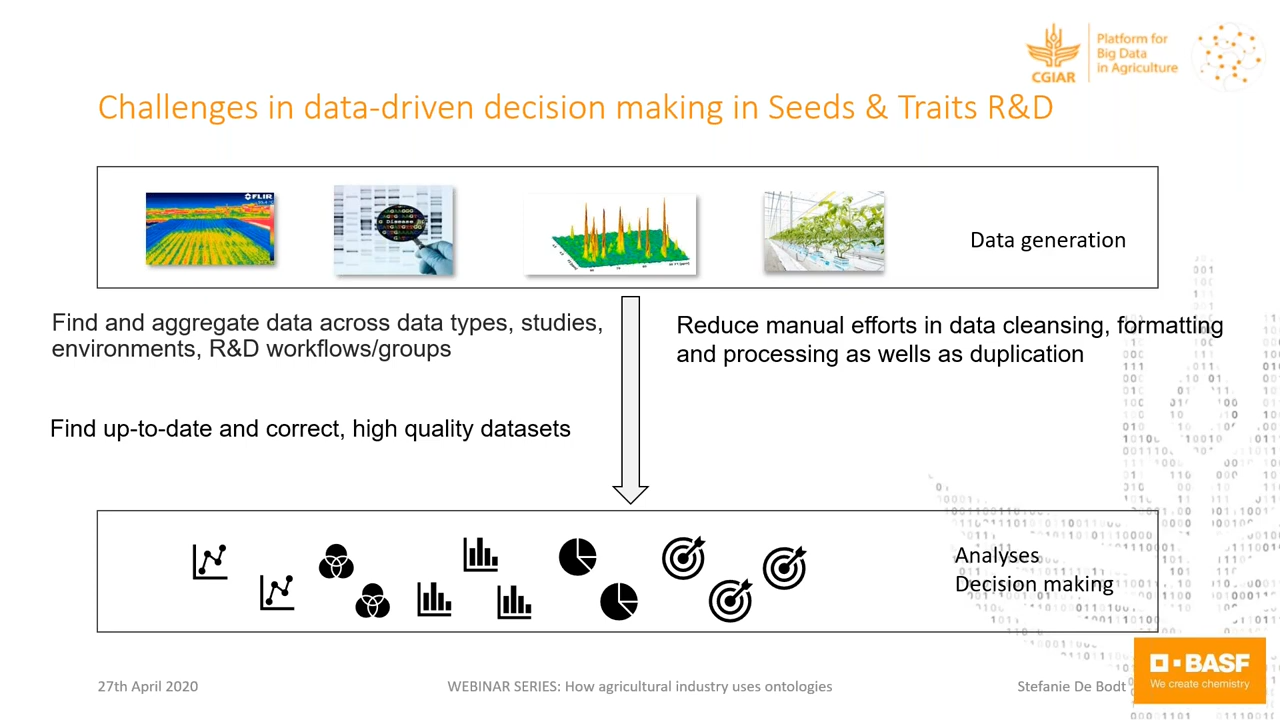 CGIAR
Platform for
Big Data
in Agriculture
Challenges in data-driven decision making in Seeds & Traits R&D
FLIR
Data generation
Find and aggregate data across data types, studies,
environments, R&D workflows/groups
Reduce manual efforts in data cleansing, formatting
and processing as wells as duplication
Find up-to-date and correct, high quality datasets
Analyses
Decision making
27th April 2020
WEBINAR SERIES: How agricultural industry uses ontologies
Stefanie De Bodt
BASF
We create chemistry